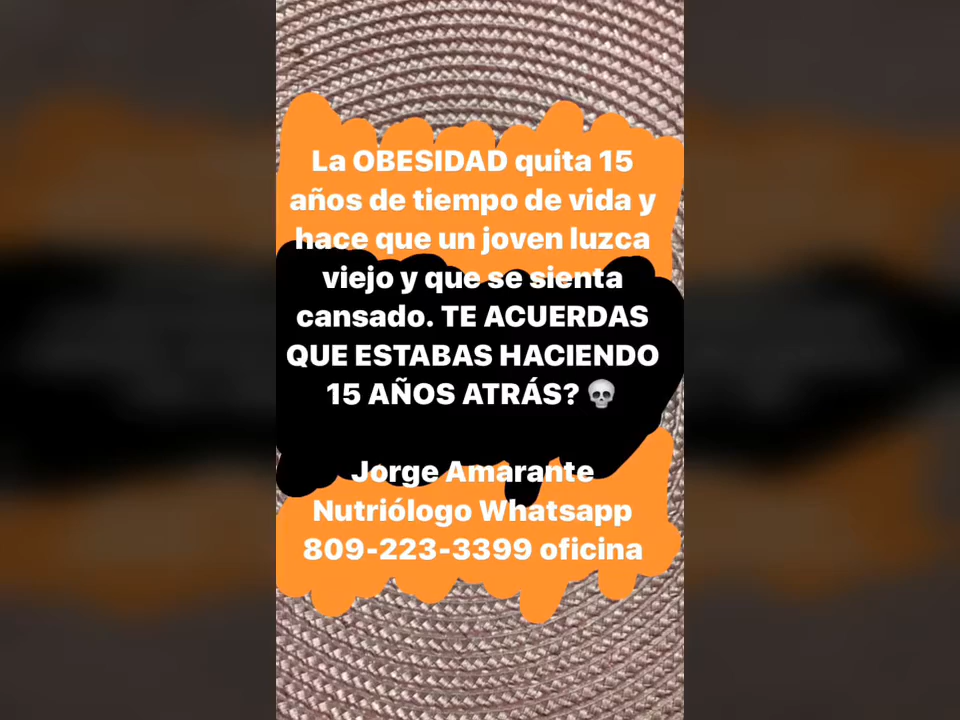 La OBESIDAD quita 15
años de tiempo de vida y
hace que un joven luzca
viejo y que se sienta
cansado. TE ACUERDAS
QUE ESTABAS HACIENDO
15 AÑOS ATRÁS? 💀
Jorge Amarante
Nutriólogo Whatsapp
809-223-3399 oficina